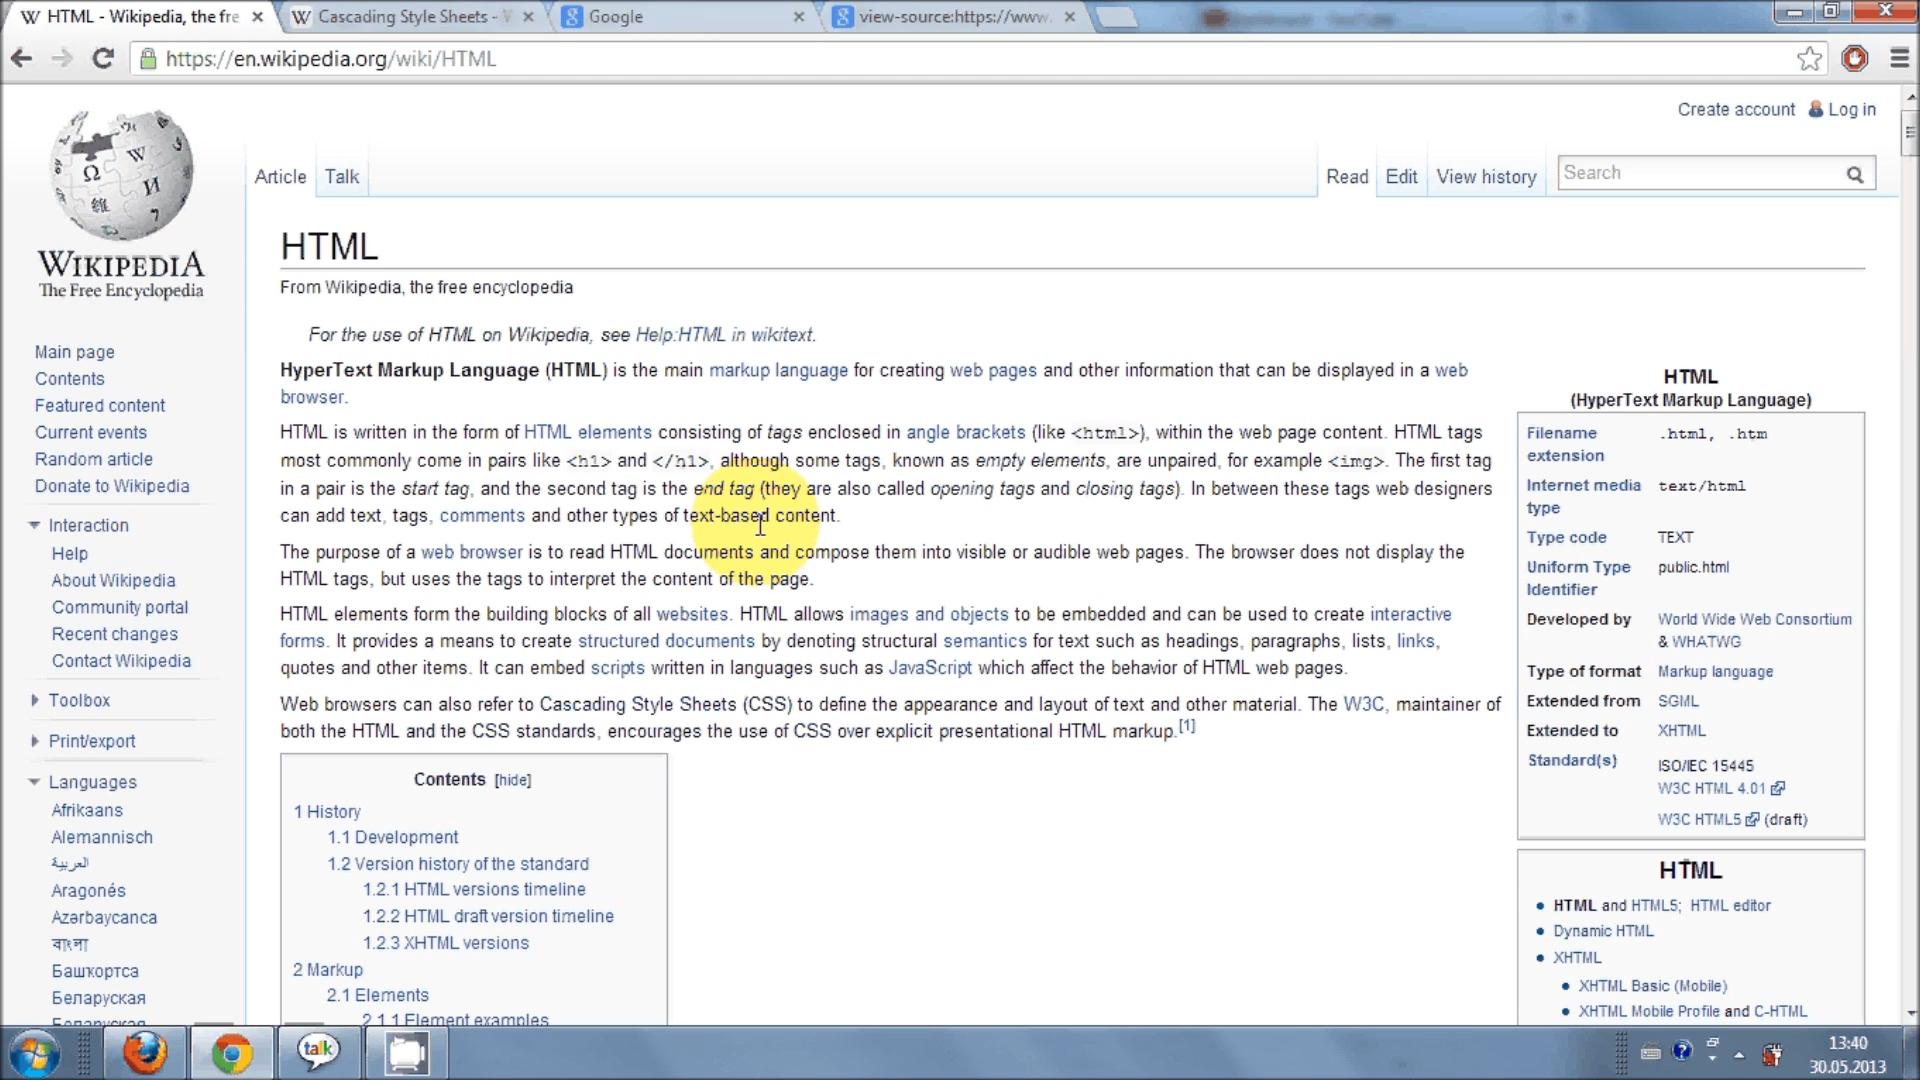 HTML - Wikipedia, the fre
Cascading Style Sheets - W
Google
view-source:https://www.
https://en.wikipedia.org/wiki/HTML
Create account Log in
Article Talk Read Edit View history Search
WIKIPEDIA
The Free Encyclopedia
Main page
Contents
Featured content
Current events
Random article
Donate to Wikipedia
Interaction
Help
About Wikipedia
Community portal
Recent changes
Contact Wikipedia
Toolbox
Print/export
Languages
Afrikaans
Alemannisch
العربية
Aragonés
Azərbaycanca
বাংলা
Башҡортса
Беларуская
Беларуская
HTML
From Wikipedia, the free encyclopedia
For the use of HTML on Wikipedia, see Help:HTML in wikitext.
HyperText Markup Language (HTML) is the main markup language for creating web pages and other information that can be displayed in a web
browser.
HTML is written in the form of HTML elements consisting of tags enclosed in angle brackets (like <html>), within the web page content. HTML tags
most commonly come in pairs like <h1> and </h1>, although some tags, known as empty elements, are unpaired, for example <img>. The first tag
in a pair is the start tag, and the second tag is the end tag (they are also called opening tags and closing tags). In between these tags web designers
can add text, tags, comments and other types of text-based content.
The purpose of a web browser is to read HTML documents and compose them into visible or audible web pages. The browser does not display the
HTML tags, but uses the tags to interpret the content of the page.
HTML elements form the building blocks of all websites. HTML allows images and objects to be embedded and can be used to create interactive
forms. It provides a means to create structured documents by denoting structural semantics for text such as headings, paragraphs, lists, links,
quotes and other items. It can embed scripts written in languages such as JavaScript which affect the behavior of HTML web pages.
Web browsers can also refer to Cascading Style Sheets (CSS) to define the appearance and layout of text and other material. The W3C, maintainer of
both the HTML and the CSS standards, encourages the use of CSS over explicit presentational HTML markup.[1]
Contents [hide]
1 History
1.1 Development
1.2 Version history of the standard
1.2.1 HTML versions timeline
1.2.2 HTML draft version timeline
1.2.3 XHTML versions
2 Markup
2.1 Elements
2.1.1 Element examples
HTML
(HyperText Markup Language)
Filename extension .html, .htm
Internet media type text/html
Type code TEXT
Uniform Type Identifier public.html
Developed by World Wide Web Consortium & WHATWG
Type of format Markup language
Extended from SGML
Extended to XHTML
Standard(s) ISO/IEC 15445
W3C HTML 4.01
W3C HTML5 (draft)
HTML
HTML and HTML5; HTML editor
Dynamic HTML
XHTML
XHTML Basic (Mobile)
XHTML Mobile Profile and C-HTML
talk
13:40
30.05.2013